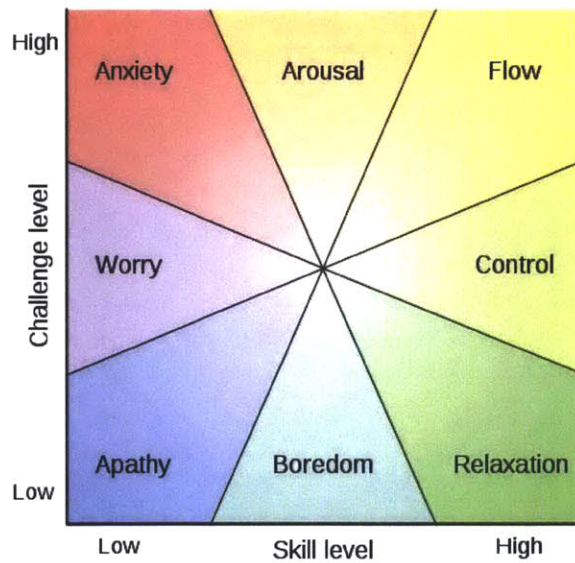 High
Anxiety
Arousal
Flow
Challenge level
Worry
Control
Apathy
Boredom
Relaxation
Low
Low
Skill level
High